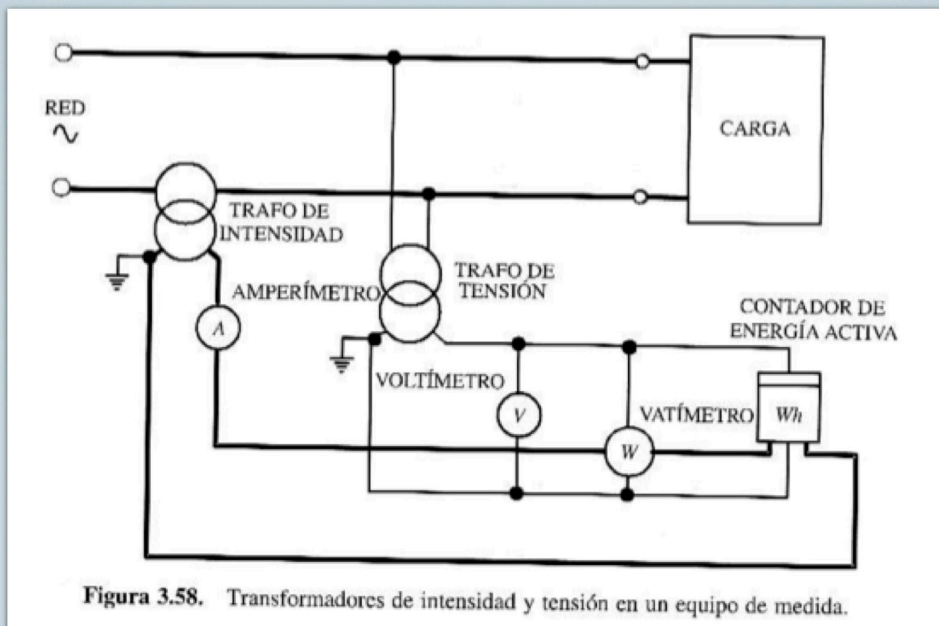 RED
CARGA
TRAFO DE
INTENSIDAD
AMPERÍMETRO
TRAFO DE
TENSIÓN
CONTADOR DE
ENERGÍA ACTIVA
A
VOLTÍMETRO
V
VATÍMETRO
W
Wh
Figura 3.58. Transformadores de intensidad y tensión en un equipo de medida.